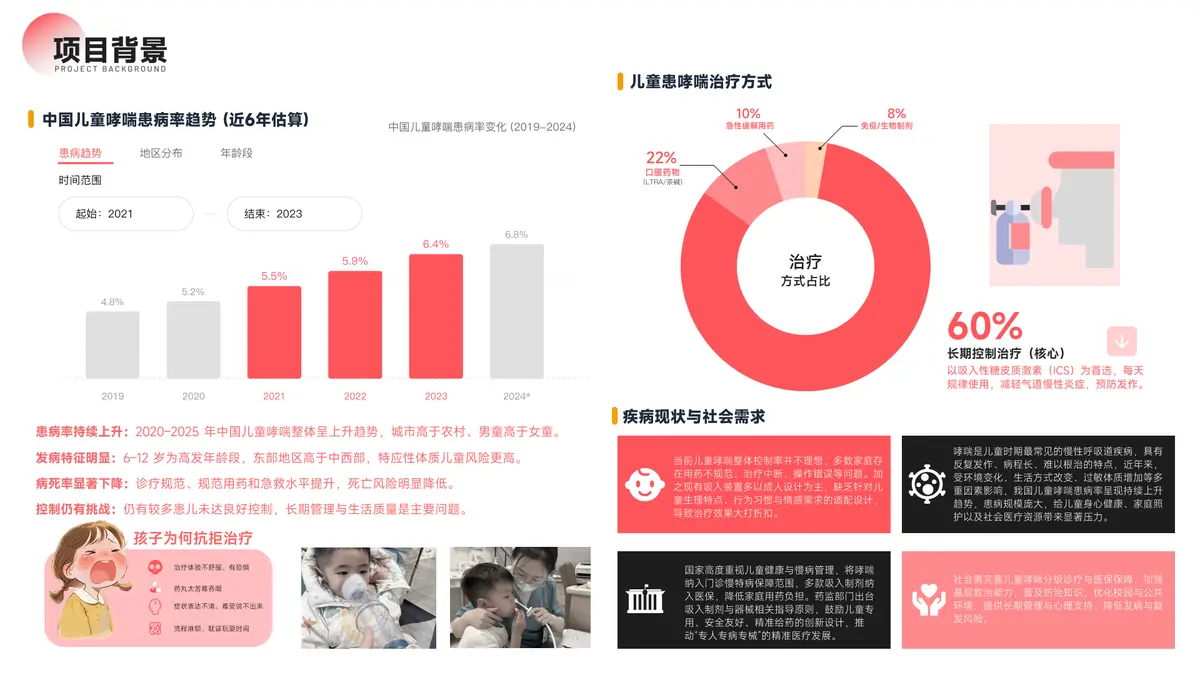 项目背景
PROJECT BACKGROUND
中国儿童哮喘患病率趋势 (近6年估算)
中国儿童哮喘患病率变化 (2019-2024)
患病趋势
地区分布
年龄段
时间范围
起始：2021
结束：2023
4.8%
5.2%
5.5%
5.9%
6.4%
6.8%
2019
2020
2021
2022
2023
2024*
患病率持续上升：2020-2025 年中国儿童哮喘整体呈上升趋势，城市高于农村、男童高于女童。
发病特征明显：6-12 岁为高发年龄段，东部地区高于中西部，特应性体质儿童风险更高。
病死率显著下降：诊疗规范、规范用药和急救水平提升，死亡风险明显降低。
控制仍有挑战：仍有较多患儿未达良好控制，长期管理与生活质量是主要问题。
孩子为何抗拒治疗
治疗体验不舒服、有恐惧
药丸太苦难吞咽
症状表达不清、难受说不出来
流程麻烦、耽误玩耍时间
儿童患哮喘治疗方式
10%
急性缓解用药
8%
免疫/生物制剂
22%
口服药物
(LTRA/茶碱)
治疗
方式占比
60%
长期控制治疗（核心）
以吸入性糖皮质激素（ICS）为首选，每天
规律使用，减轻气道慢性炎症，预防发作。
疾病现状与社会需求
当前儿童哮喘整体控制率并不理想，多数家庭存
在用药不规范、治疗中断、操作错误等问题。加
之现有吸入装置多以成人设计为主，缺乏针对儿
童生理特点、行为习惯与情感需求的适配设计，
导致治疗效果大打折扣。
哮喘是儿童时期最常见的慢性呼吸道疾病，具有
反复发作、病程长、难以根治的特点，近年来，
受环境变化、生活方式改变、过敏体质增加等多
重因素影响，我国儿童哮喘患病率呈现持续上升
趋势，患病规模庞大，给儿童身心健康、家庭照
护以及社会医疗资源带来显著压力。
国家高度重视儿童健康与慢病管理，将哮喘
纳入门诊慢特病保障范围，多款吸入制剂纳
入医保，降低家庭用药负担。药监部门出台
吸入制剂与器械相关指导原则，鼓励儿童专
用、安全友好、精准给药的创新设计，推
动“专人专病专械”的精准医疗发展。
社会需完善儿童哮喘分级诊疗与医保保障，加强
基层救治能力，普及防治知识；优化校园与公共
环境，提供长期管理与心理支持，降低发病与复
发风险。